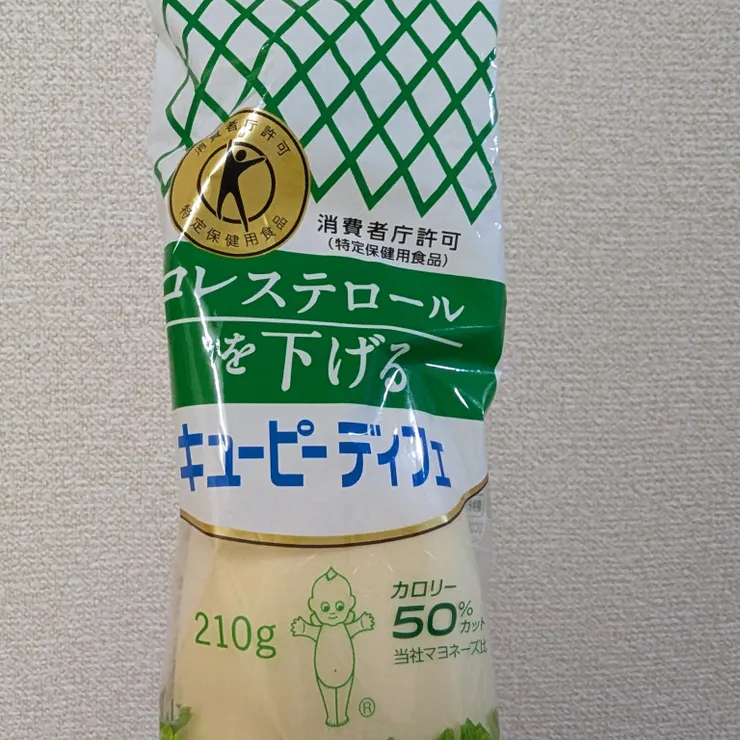 消費者庁許可
特定保健用食品
消費者庁許可
(特定保健用食品)
コレステロール
を下げる
キユーピーディフェ
210g
カロリー
50%カット
当社マヨネーズ比
®